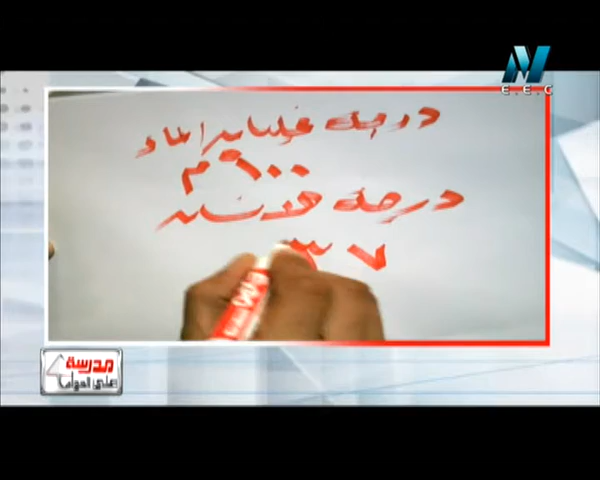 E.E.C
درجة غليان الماء
١٠٠ °م
درجة
٣٧
مدرسة
على الهواء